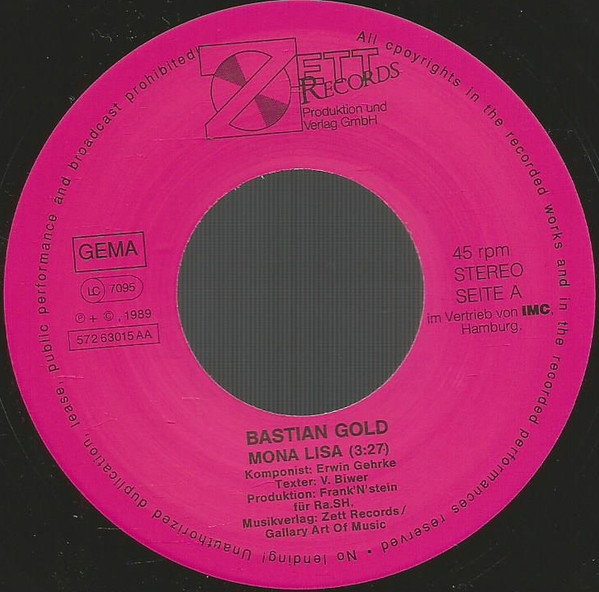 ZETT
RECORDS
Produktion und
Verlag GmbH
GEMA
LC 7095
℗ + ©, 1989
572 63015 AA
45 rpm
STEREO
SEITE A
im Vertrieb von IMC,
Hamburg.
BASTIAN GOLD
MONA LISA (3:27)
Komponist: Erwin Gehrke
Texter: V. Biwer
Produktion: Frank'N'stein
für Ra.SH.
Musikverlag: Zett Records/
Gallary Art Of Music
All cpoyrights in the recorded works and in the recorded performances reserved • No lending! Unauthorized duplication, lease, public performance and broadcast prohibited